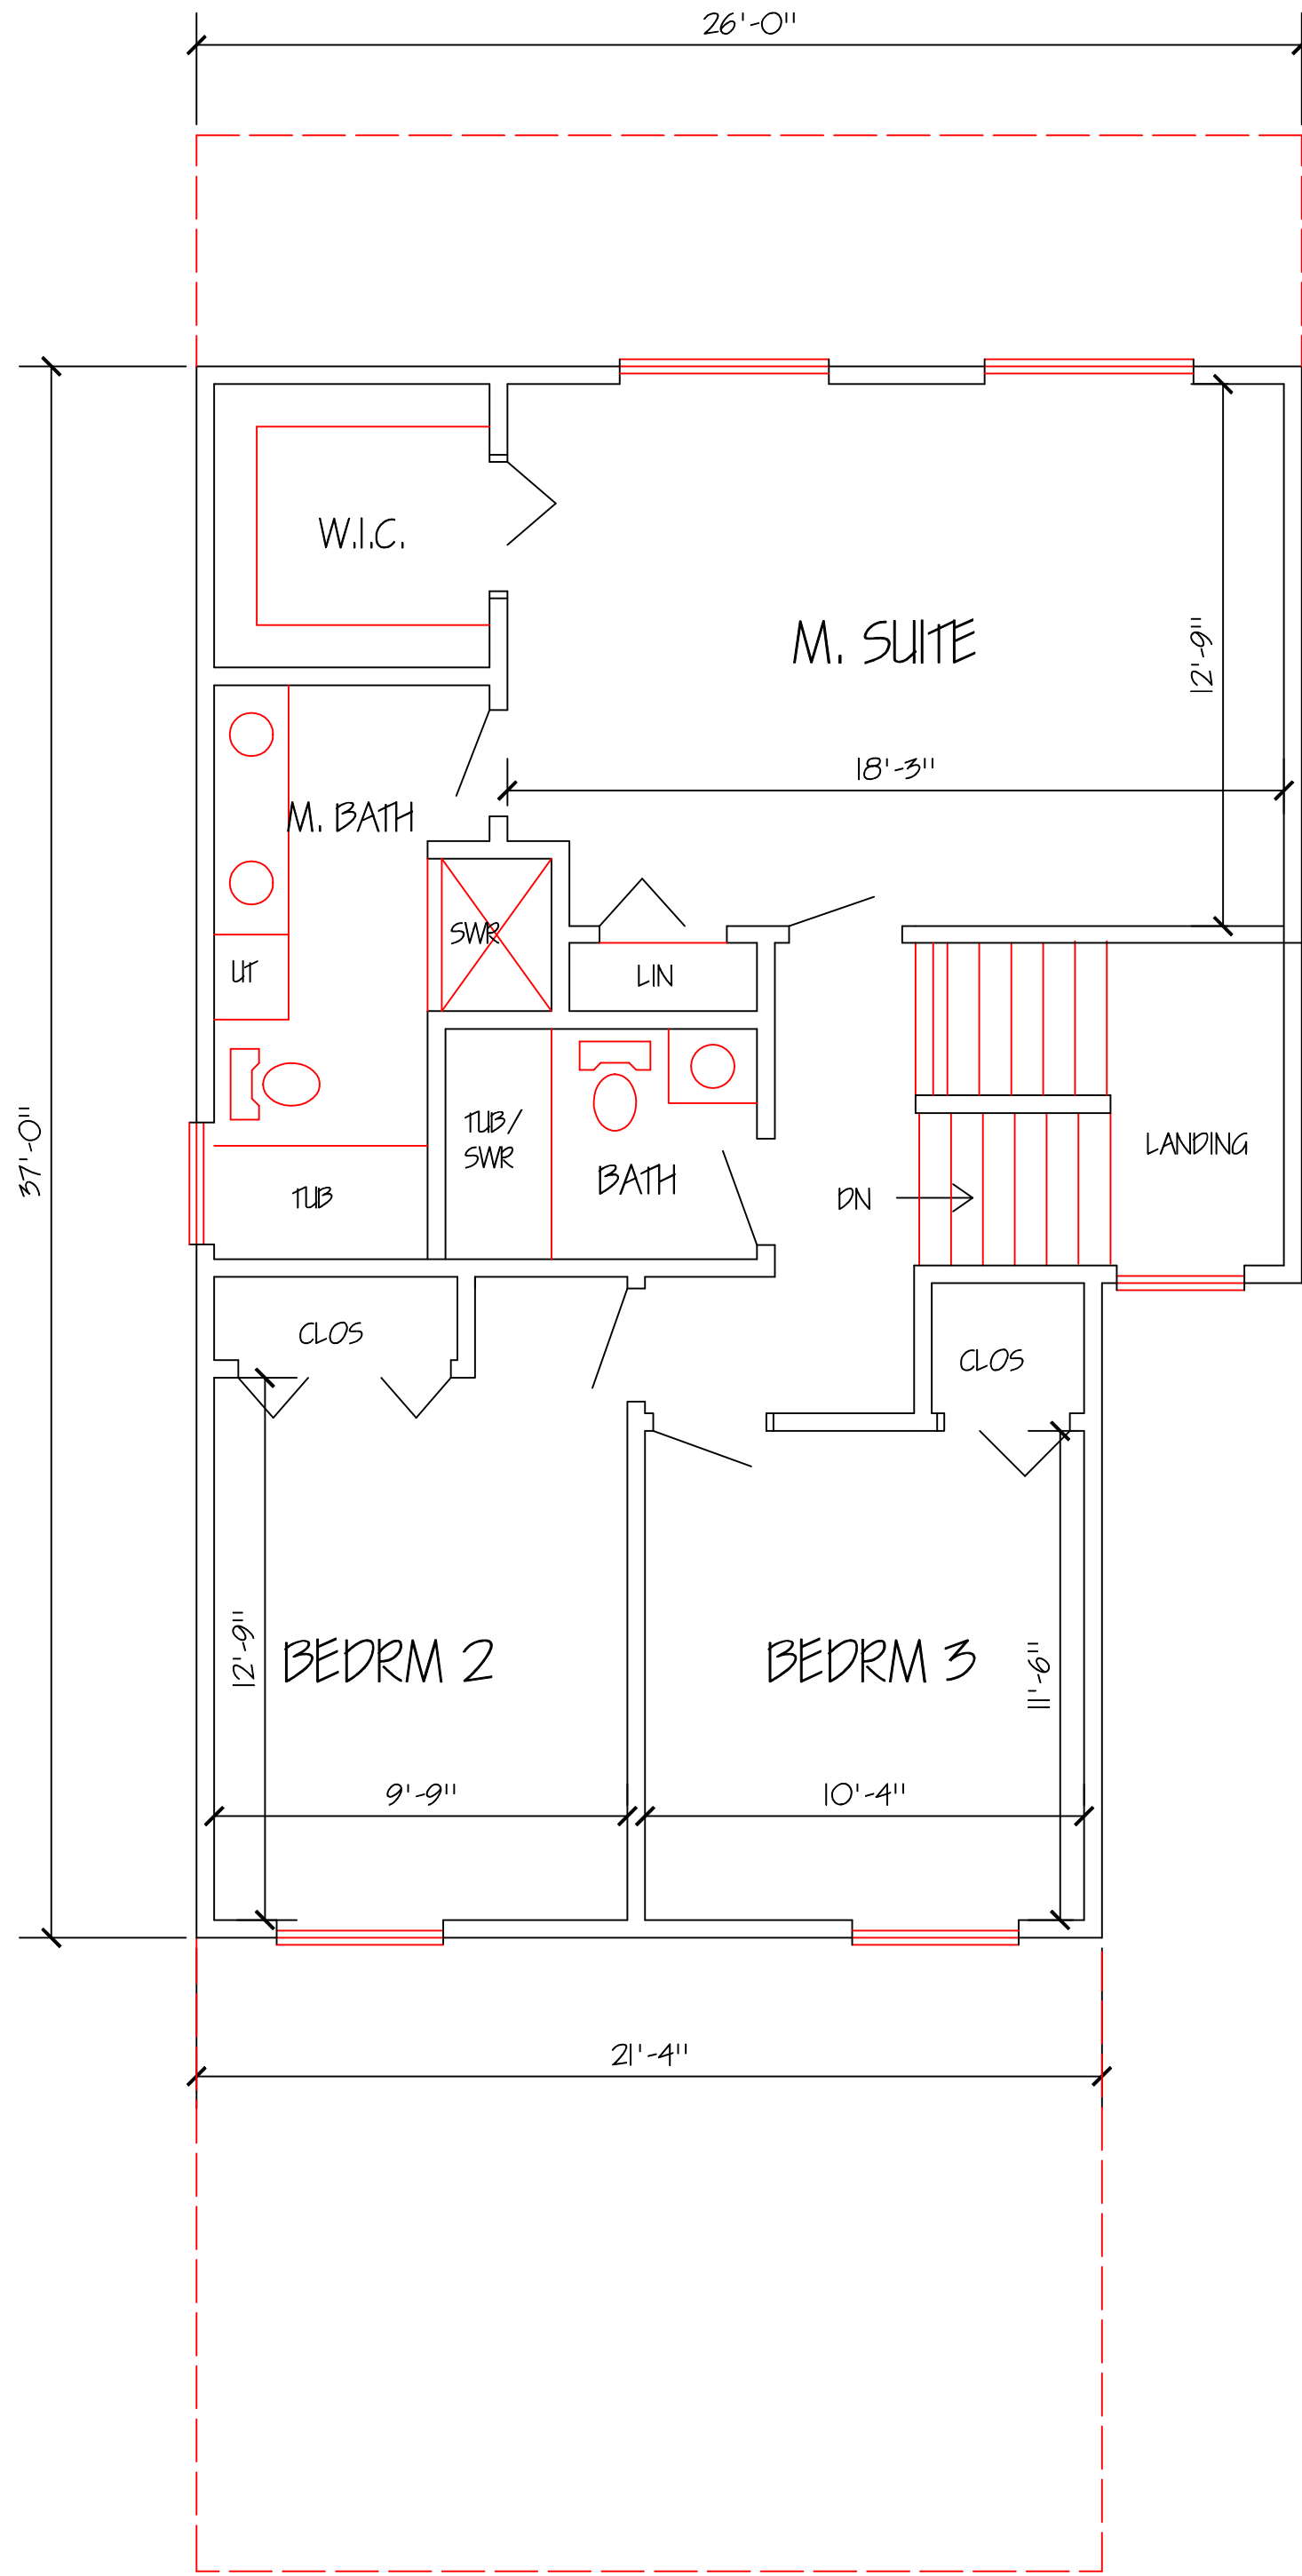 26'-0"
W.I.C.
M. SUITE
12'-9"
18'-3"
M. BATH
SWR
UT
LIN
37'-0"
TUB/
SWR
BATH
LANDING
TUB
DN
CLOS
CLOS
12'-9"
BEDRM 2
BEDRM 3
11'-6"
9'-9"
10'-4"
21'-4"